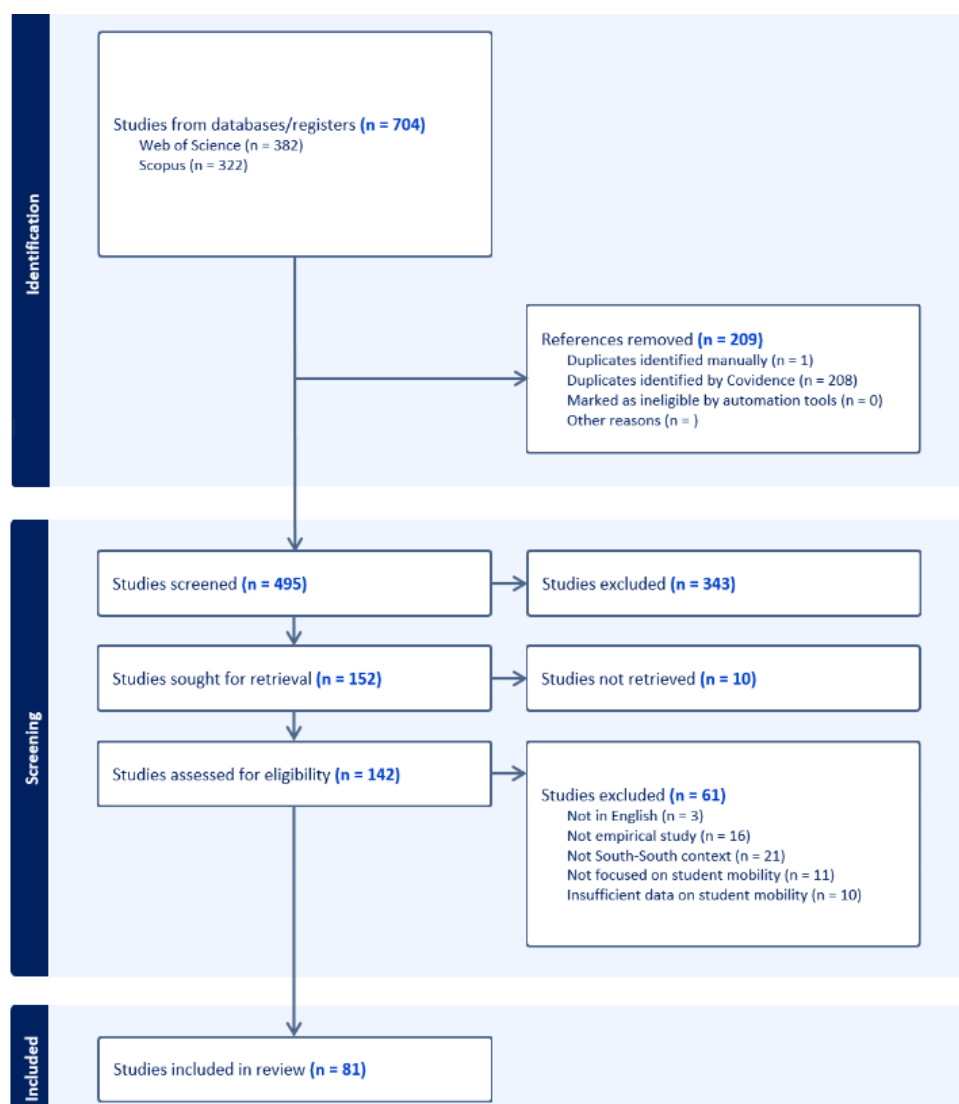 Identification
Studies from databases/registers (n = 704)
Web of Science (n = 382)
Scopus (n = 322)
References removed (n = 209)
Duplicates identified manually (n = 1)
Duplicates identified by Covidence (n = 208)
Marked as ineligible by automation tools (n = 0)
Other reasons (n = )
Screening
Studies screened (n = 495)
Studies excluded (n = 343)
Studies sought for retrieval (n = 152)
Studies not retrieved (n = 10)
Studies assessed for eligibility (n = 142)
Studies excluded (n = 61)
Not in English (n = 3)
Not empirical study (n = 16)
Not South-South context (n = 21)
Not focused on student mobility (n = 11)
Insufficient data on student mobility (n = 10)
Included
Studies included in review (n = 81)